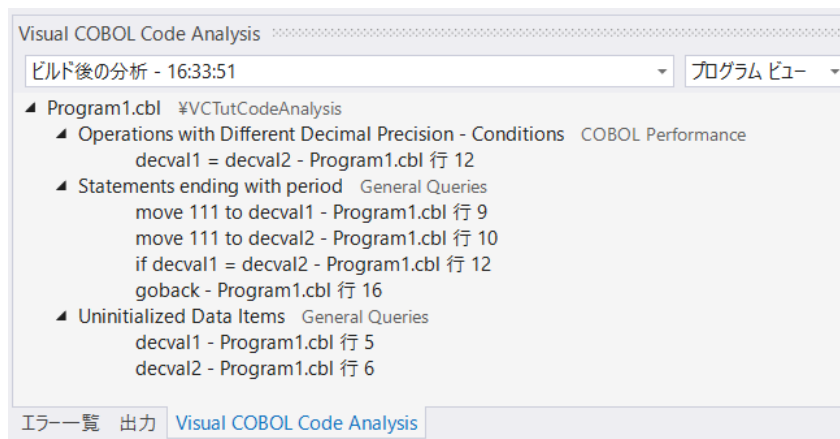 Visual COBOL Code Analysis
ビルド後の分析 - 16:33:51 プログラム ビュー
Program1.cbl ¥VCTutCodeAnalysis
Operations with Different Decimal Precision - Conditions COBOL Performance
decval1 = decval2 - Program1.cbl 行 12
Statements ending with period General Queries
move 111 to decval1 - Program1.cbl 行 9
move 111 to decval2 - Program1.cbl 行 10
if decval1 = decval2 - Program1.cbl 行 12
goback - Program1.cbl 行 16
Uninitialized Data Items General Queries
decval1 - Program1.cbl 行 5
decval2 - Program1.cbl 行 6
エラー一覧 出力 Visual COBOL Code Analysis